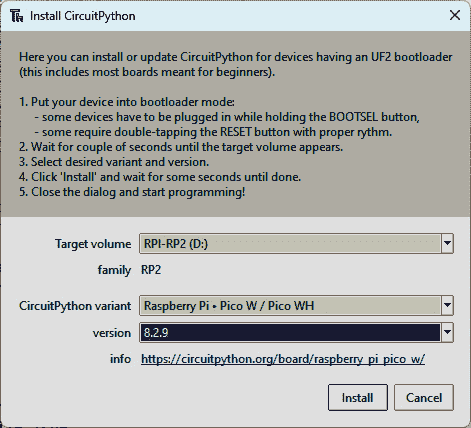 Install CircuitPython
Here you can install or update CircuitPython for devices having an UF2 bootloader
(this includes most boards meant for beginners).
1. Put your device into bootloader mode:
- some devices have to be plugged in while holding the BOOTSEL button,
- some require double-tapping the RESET button with proper rythm.
2. Wait for couple of seconds until the target volume appears.
3. Select desired variant and version.
4. Click 'Install' and wait for some seconds until done.
5. Close the dialog and start programming!
Target volume RPI-RP2 (D:)
family RP2
CircuitPython variant Raspberry Pi • Pico W / Pico WH
version 8.2.9
info https://circuitpython.org/board/raspberry_pi_pico_w/
Install Cancel